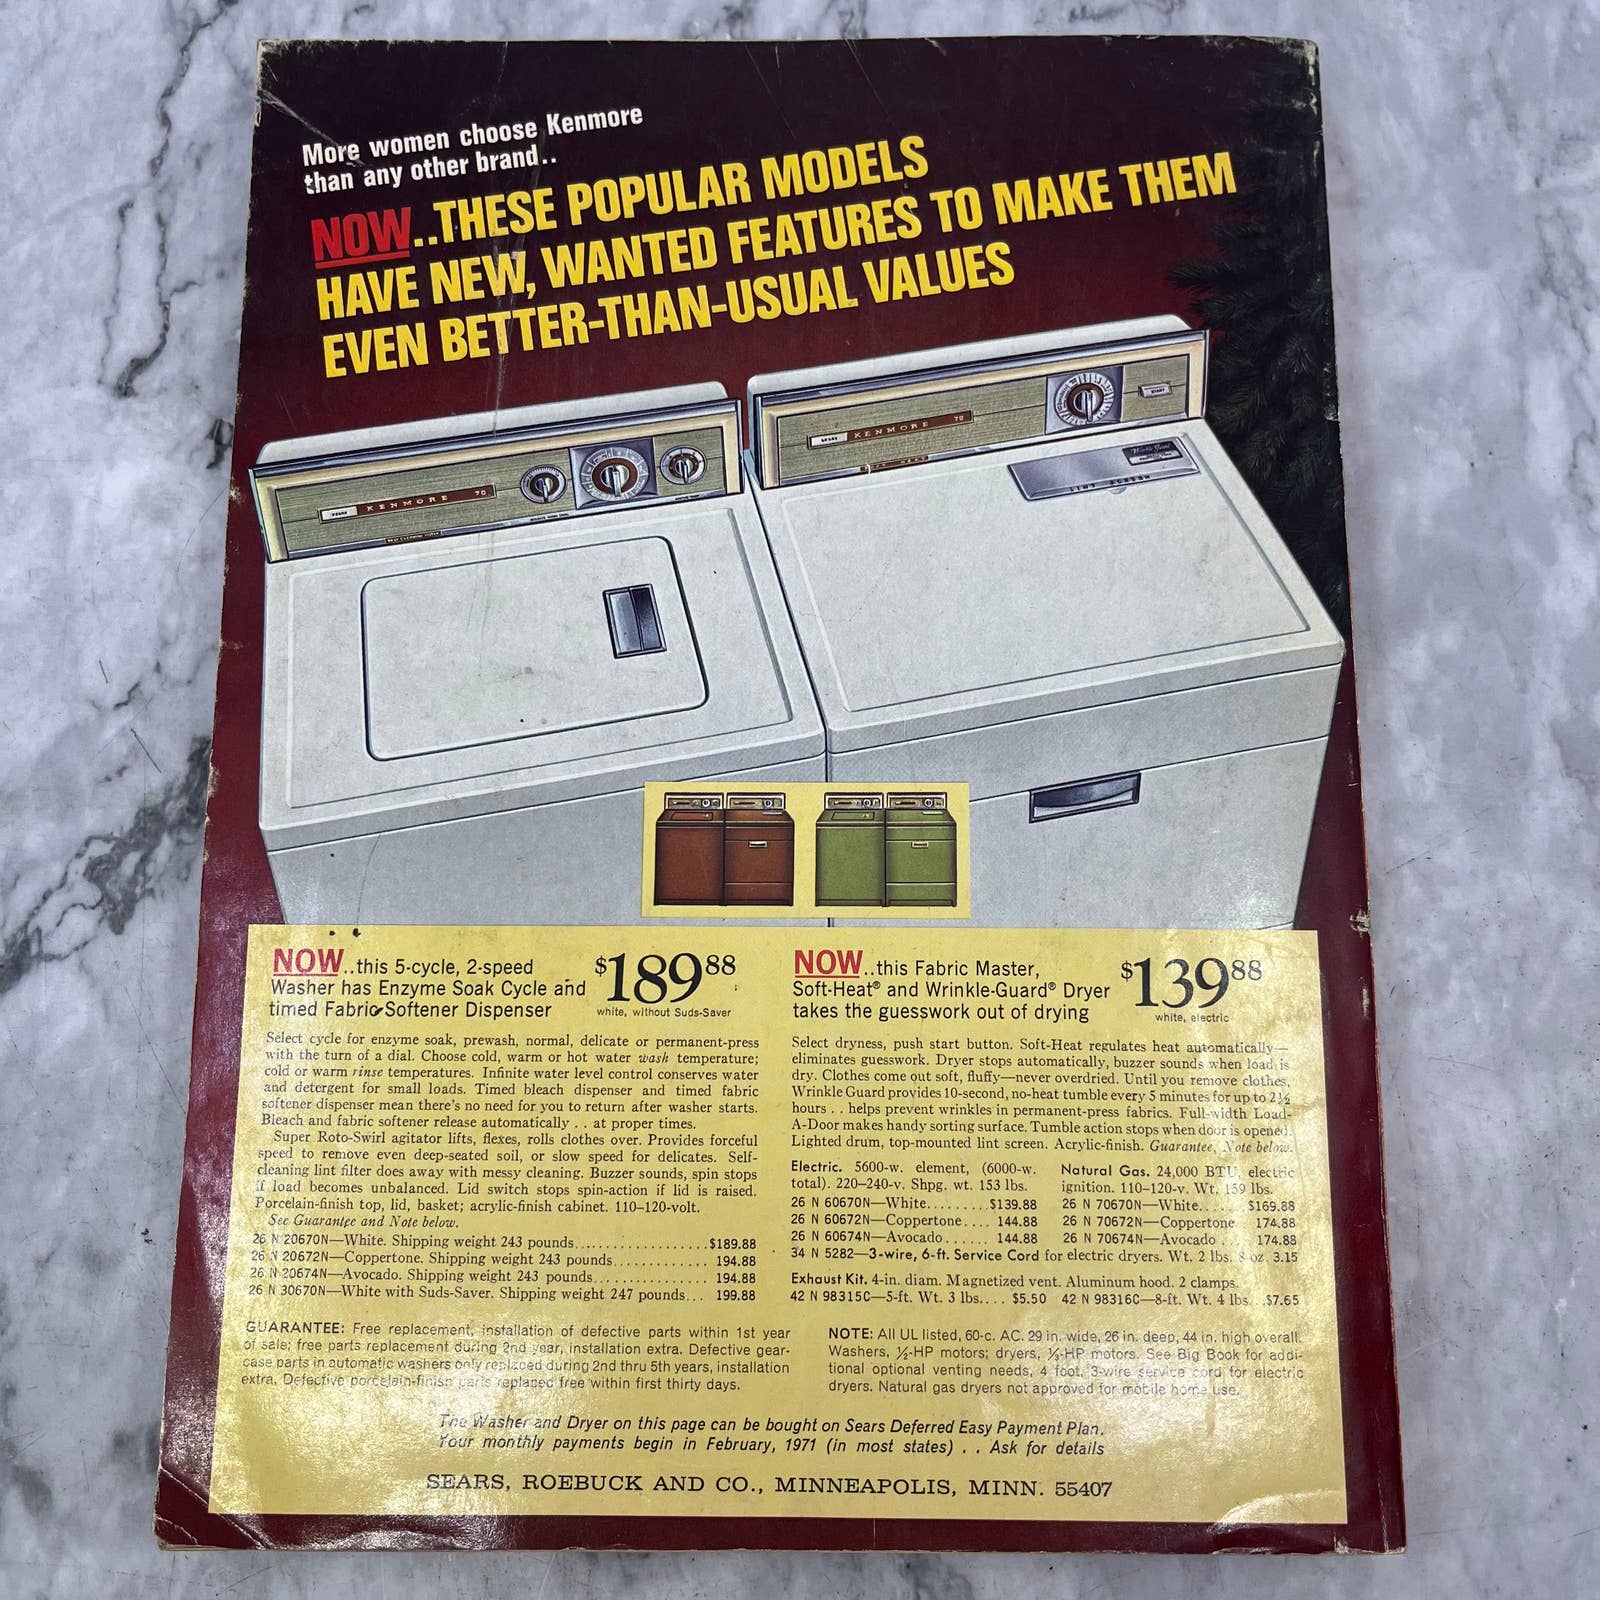 More women choose Kenmore
than any other brand..
NOW..THESE POPULAR MODELS
HAVE NEW, WANTED FEATURES TO MAKE THEM
EVEN BETTER-THAN-USUAL VALUES
SEARS KENMORE 70
SEARS KENMORE 70
START
SOFT HEAT
LINT SCREEN
NOW..this 5-cycle, 2-speed
Washer has Enzyme Soak Cycle and
timed Fabric Softener Dispenser
$189.88
white, without Suds-Saver
Select cycle for enzyme soak, prewash, normal, delicate or permanent-press
with the turn of a dial. Choose cold, warm or hot water wash temperature;
cold or warm rinse temperatures. Infinite water level control conserves water
and detergent for small loads. Timed bleach dispenser and timed fabric
softener dispenser mean there's no need for you to return after washer starts.
Bleach and fabric softener release automatically . . at proper times.
Super Roto-Swirl agitator lifts, flexes, rolls clothes over. Provides forceful
speed to remove even deep-seated soil, or slow speed for delicates. Self-
cleaning lint filter does away with messy cleaning. Buzzer sounds, spin stops
if load becomes unbalanced. Lid switch stops spin-action if lid is raised.
Porcelain-finish top, lid, basket; acrylic-finish cabinet. 110-120-volt.
See Guarantee and Note below.
26 N 20670N—White. Shipping weight 243 pounds..................$189.88
26 N 20672N—Coppertone. Shipping weight 243 pounds............. 194.88
26 N 20674N—Avocado. Shipping weight 243 pounds............... 194.88
26 N 30670N—White with Suds-Saver. Shipping weight 247 pounds... 199.88
NOW..this Fabric Master,
Soft-Heat® and Wrinkle-Guard® Dryer
takes the guesswork out of drying
$139.88
white, electric
Select dryness, push start button. Soft-Heat regulates heat automatically—
eliminates guesswork. Dryer stops automatically, buzzer sounds when load is
dry. Clothes come out soft, fluffy—never overdried. Until you remove clothes,
Wrinkle Guard provides 10-second, no-heat tumble every 5 minutes for up to 2½
hours . . helps prevent wrinkles in permanent-press fabrics. Full-width Load-
A-Door makes handy sorting surface. Tumble action stops when door is opened.
Lighted drum, top-mounted lint screen. Acrylic-finish. Guarantee, Note below.
Electric. 5600-w. element, (6000-w.
total). 220-240-v. Shpg. wt. 153 lbs.
26 N 60670N—White.........$139.88
26 N 60672N—Coppertone.... 144.88
26 N 60674N—Avocado...... 144.88
Natural Gas. 24,000 BTU, electric
ignition. 110-120-v. Wt. 159 lbs.
26 N 70670N—White..... $169.88
26 N 70672N—Coppertone 174.88
26 N 70674N—Avocado.. 174.88
34 N 5282—3-wire, 6-ft. Service Cord for electric dryers. Wt. 2 lbs. 8 oz. 3.15
Exhaust Kit. 4-in. diam. Magnetized vent. Aluminum hood. 2 clamps.
42 N 98315C—5-ft. Wt. 3 lbs.... $5.50 42 N 98316C—8-ft. Wt. 4 lbs...$7.65
GUARANTEE: Free replacement, installation of defective parts within 1st year
of sale; free parts replacement during 2nd year, installation extra. Defective gear-
case parts in automatic washers only replaced during 2nd thru 5th years, installation
extra. Defective porcelain-finish parts replaced free within first thirty days.
NOTE: All UL listed, 60-c. AC. 29 in. wide, 26 in. deep, 44 in. high overall.
Washers, ½-HP motors; dryers, ⅓-HP motors. See Big Book for addi-
tional optional venting needs, 4 foot, 3-wire service cord for electric
dryers. Natural gas dryers not approved for mobile home use.
The Washer and Dryer on this page can be bought on Sears Deferred Easy Payment Plan.
Your monthly payments begin in February, 1971 (in most states) . . Ask for details
SEARS, ROEBUCK AND CO., MINNEAPOLIS, MINN. 55407